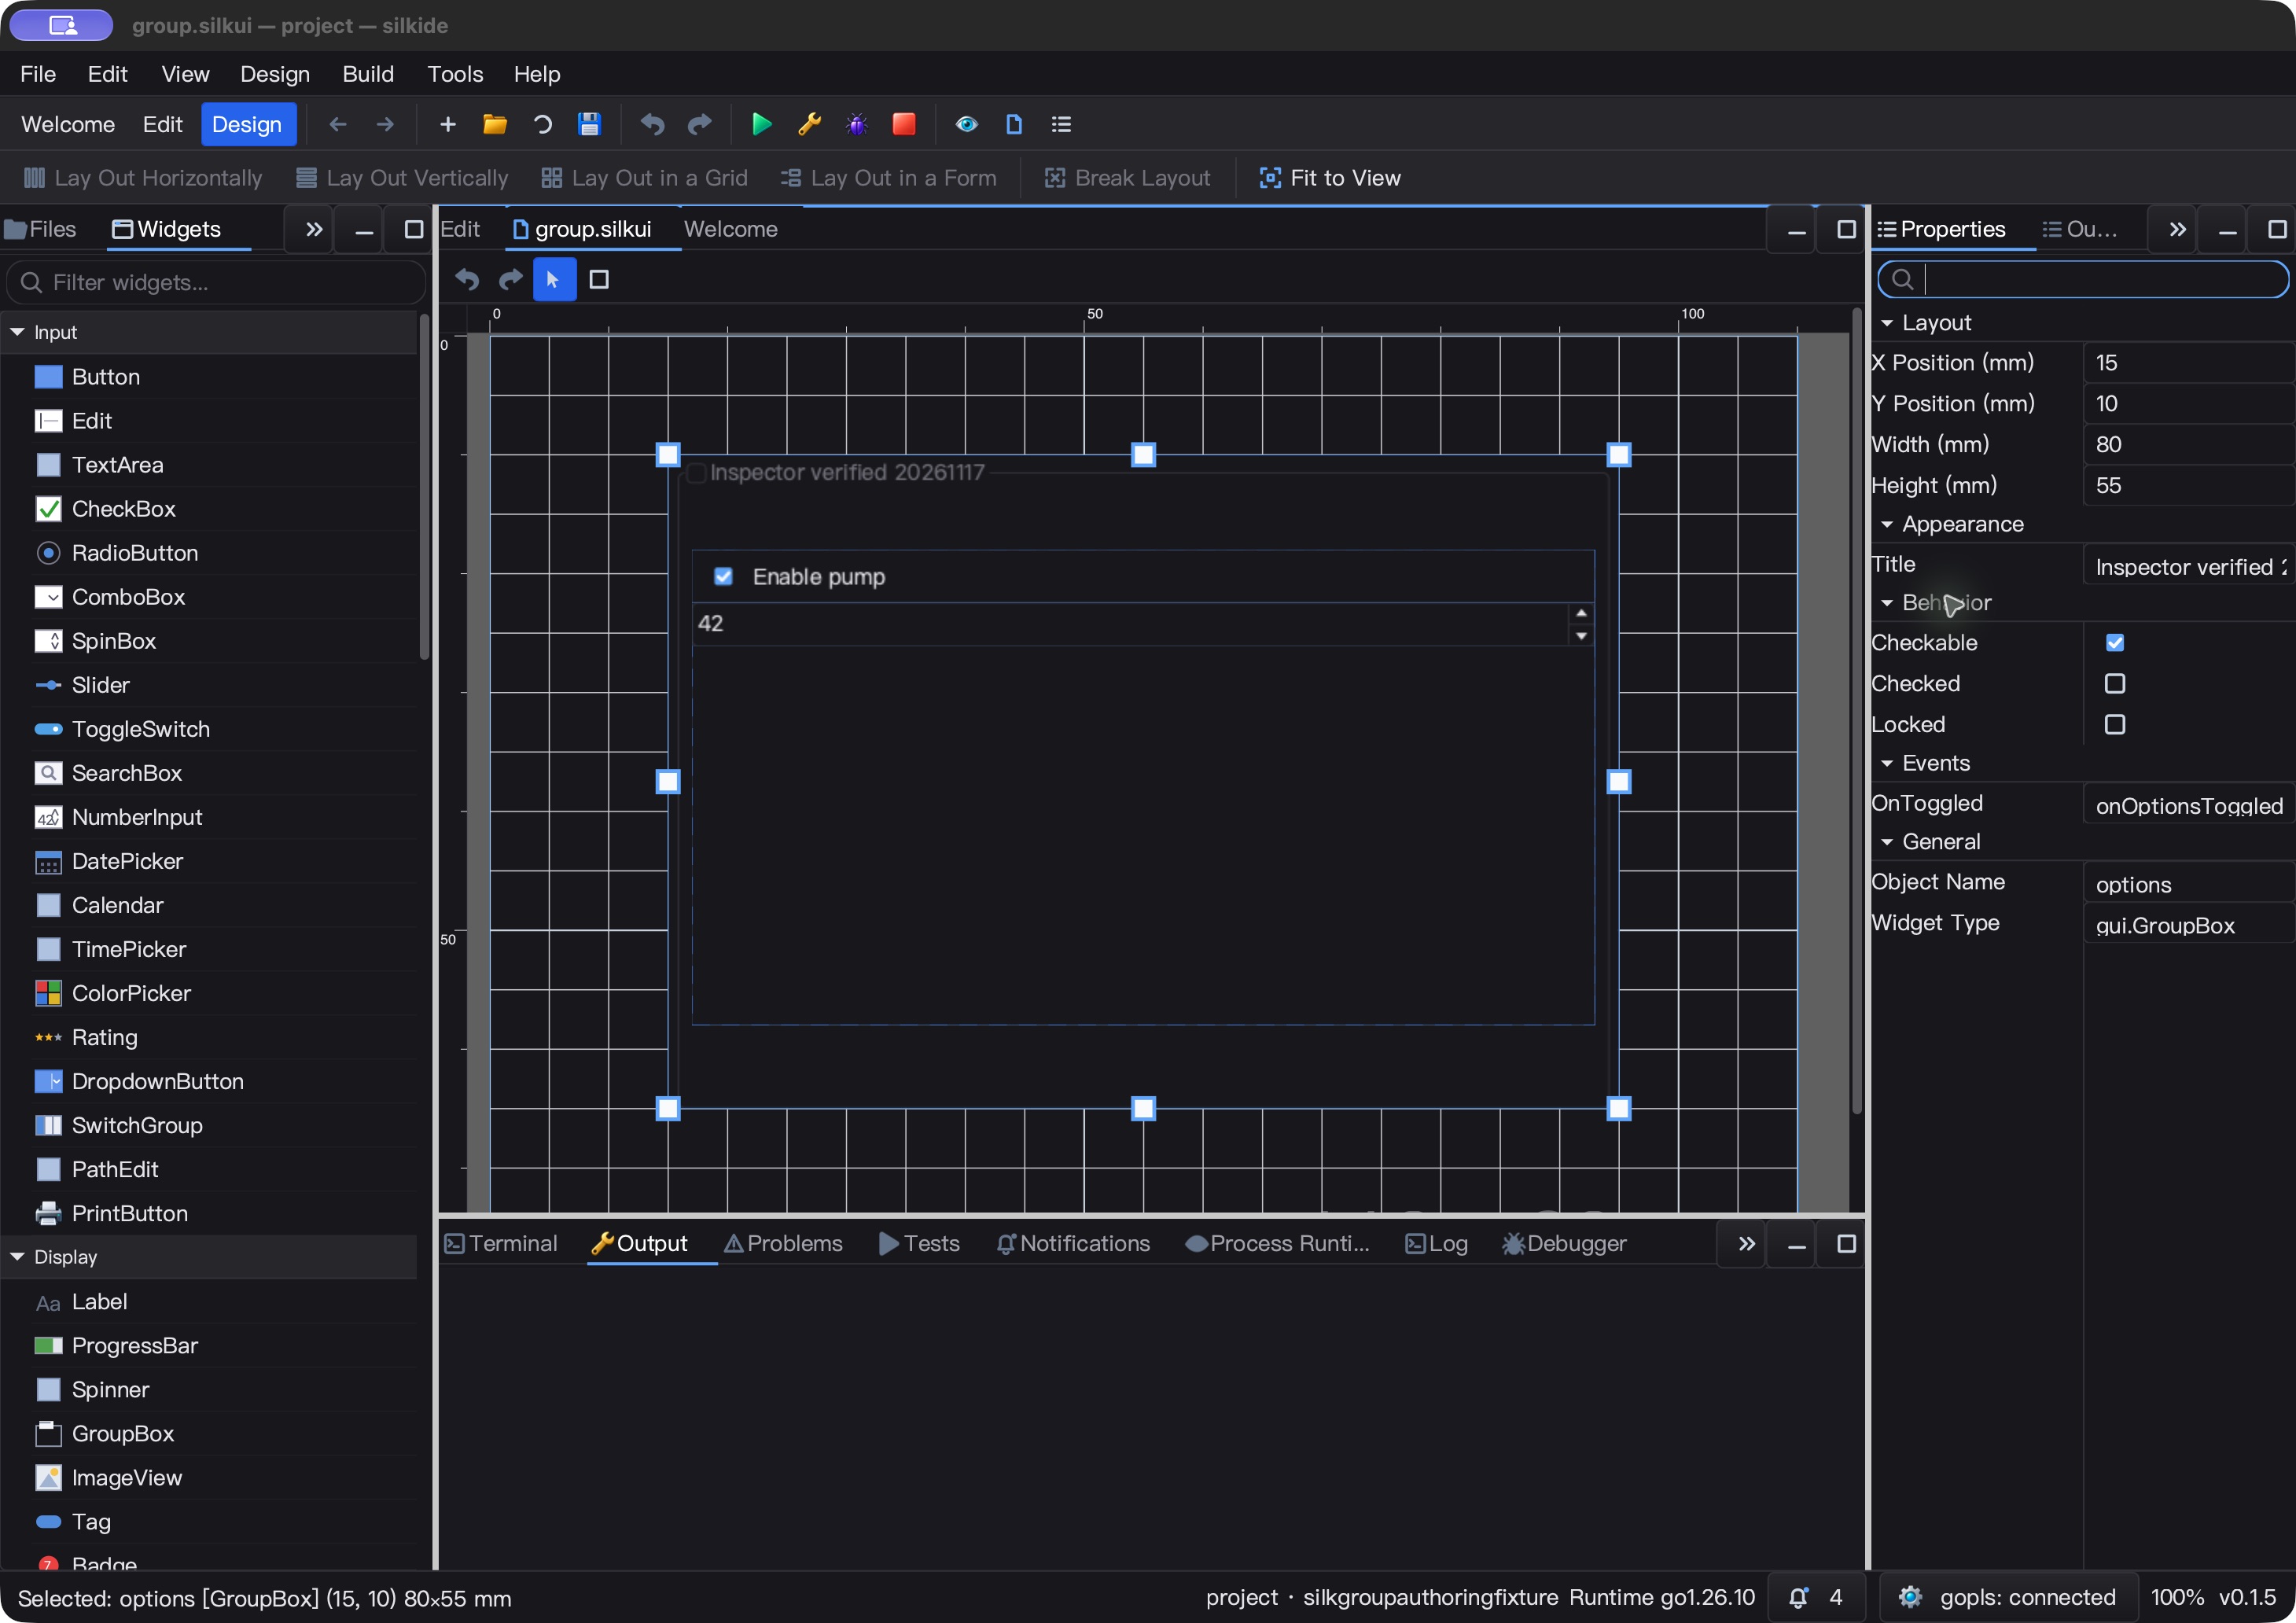 group.silkui — project — silkide
File Edit View Design Build Tools Help
Welcome Edit Design
Lay Out Horizontally Lay Out Vertically Lay Out in a Grid Lay Out in a Form Break Layout Fit to View
Files Widgets
Filter widgets...
Input
Button
Edit
TextArea
CheckBox
RadioButton
ComboBox
SpinBox
Slider
ToggleSwitch
SearchBox
NumberInput
DatePicker
Calendar
TimePicker
ColorPicker
Rating
DropdownButton
SwitchGroup
PathEdit
PrintButton
Display
Label
ProgressBar
Spinner
GroupBox
ImageView
Tag
Badge
Edit group.silkui Welcome
0 50 100
0
50
Inspector verified 20261117
Enable pump
42
Terminal Output Problems Tests Notifications Process Runti... Log Debugger
Properties Ou...
Layout
X Position (mm) 15
Y Position (mm) 10
Width (mm) 80
Height (mm) 55
Appearance
Title Inspector verified
Behavior
Checkable
Checked
Locked
Events
OnToggled onOptionsToggled
General
Object Name options
Widget Type gui.GroupBox
Selected: options [GroupBox] (15, 10) 80×55 mm
project · silkgroupauthoringfixture Runtime go1.26.10 4 gopls: connected 100% v0.1.5